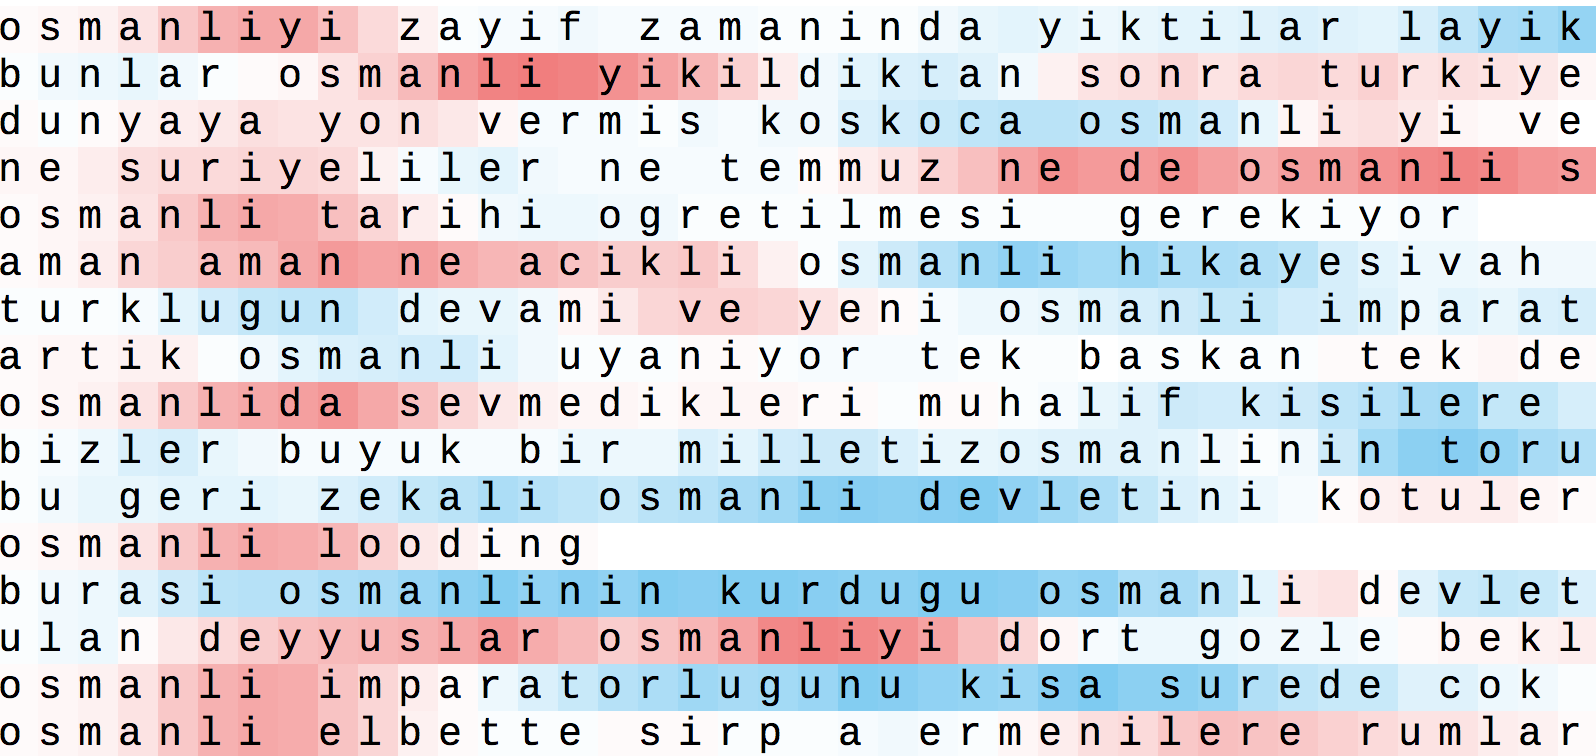 osmanliyi zayif zamaninda yiktilar layik
bunlar osmanli yikildiktan sonra turkiye
dunyaya yon vermis koskoca osmanli yi ve
ne suriyeliler ne temmuz ne de osmanli s
osmanli tarihi ogretilmesi  gerekiyor
aman aman ne acikli osmanli hikayesivah
turklugun devami ve yeni osmanli imparat
artik osmanli uyaniyor tek baskan tek de
osmanlida sevmedikleri muhalif kisilere
bizler buyuk bir milletizosmanlinin toru
bu geri zekali osmanli devletini kotuler
osmanli looding
burasi osmanlinin kurdugu osmanli devlet
ulan deyyuslar osmanliyi dort gozle bekl
osmanli imparatorlugunu kisa surede cok
osmanli elbette sirp a ermenilere rumlar